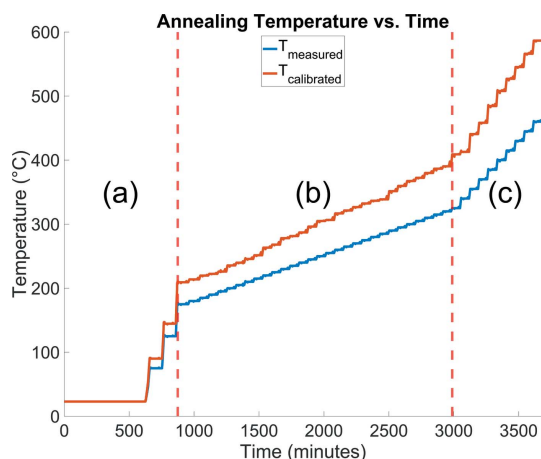 Annealing Temperature vs. Time
T_measured
T_calibrated
600
500
400
300
200
100
0
Temperature (°C)
(a)
(b)
(c)
0
500
1000
1500
2000
2500
3000
3500
Time (minutes)